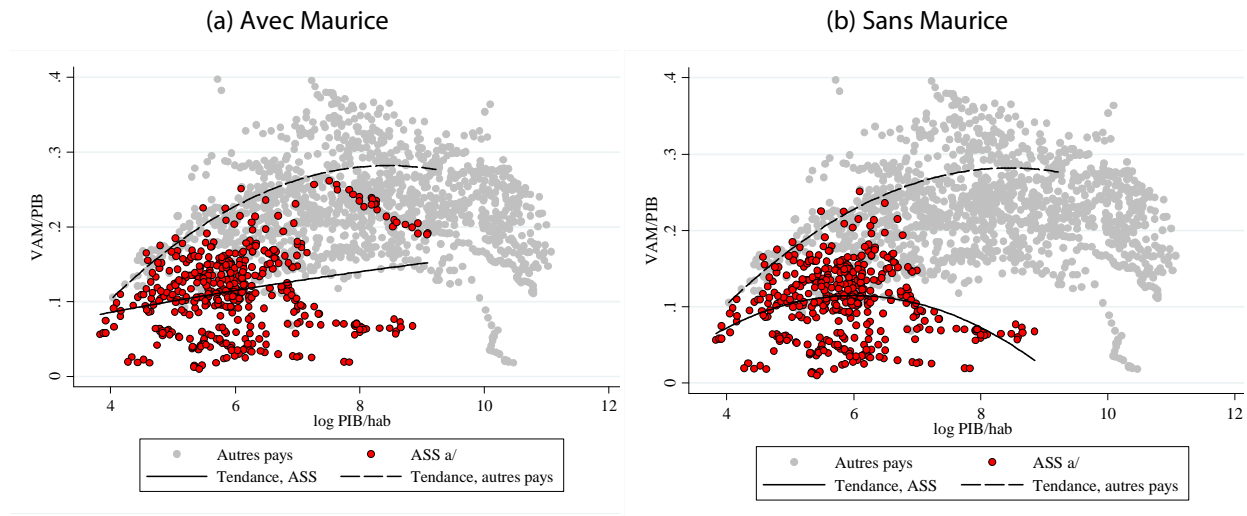 (a) Avec Maurice
(b) Sans Maurice
.4
.3
.2
.1
0
VAM/PIB
4
6
8
10
12
log PIB/hab
Autres pays
ASS a/
Tendance, ASS
Tendance, autres pays
.4
.3
.2
.1
0
VAM/PIB
4
6
8
10
12
log PIB/hab
Autres pays
ASS a/
Tendance, ASS
Tendance, autres pays